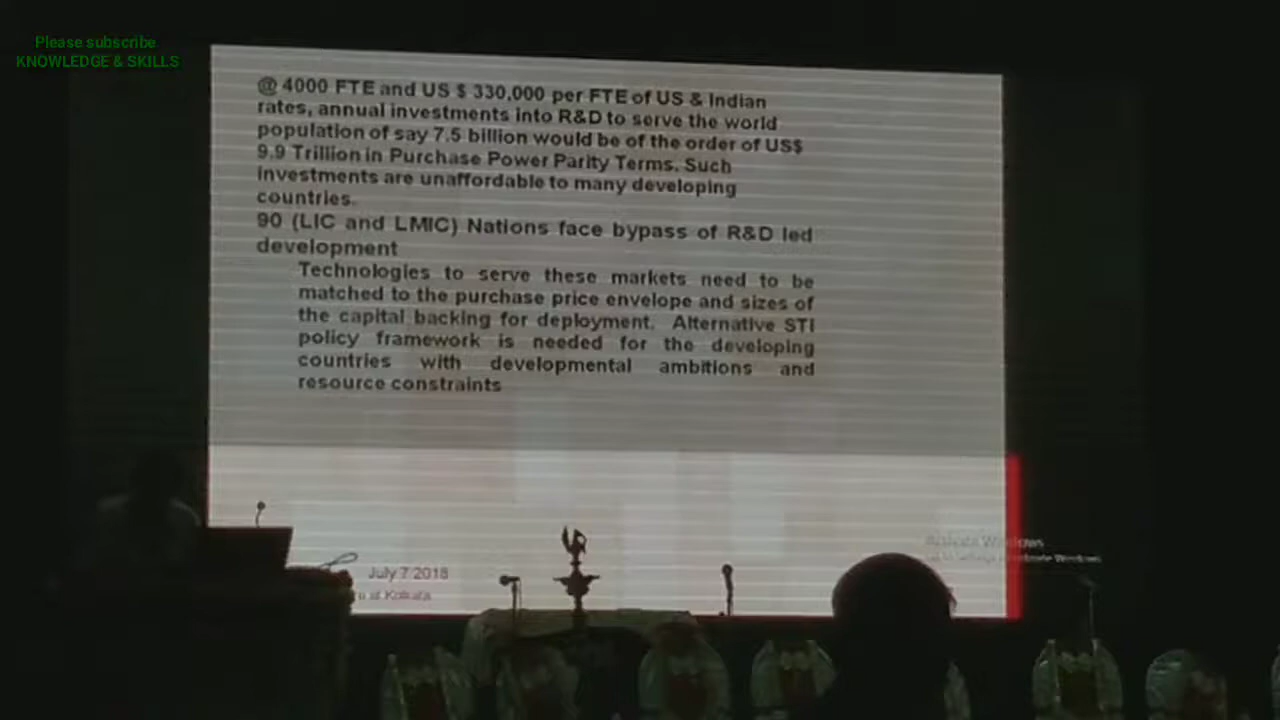 Please subscribe
KNOWLEDGE & SKILLS
@ 4000 FTE and US $ 330,000 per FTE of US & Indian
rates, annual investments into R&D to serve the world
population of say 7.5 billion would be of the order of US$
9.9 Trillion in Purchase Power Parity Terms. Such
investments are unaffordable to many developing
countries.
90 (LIC and LMIC) Nations face bypass of R&D led
development
Technologies to serve these markets need to be
matched to the purchase price envelope and sizes of
the capital backing for deployment. Alternative STI
policy framework is needed for the developing
countries with developmental ambitions and
resource constraints
Activate Windows
July 7 2018
at Kolkata